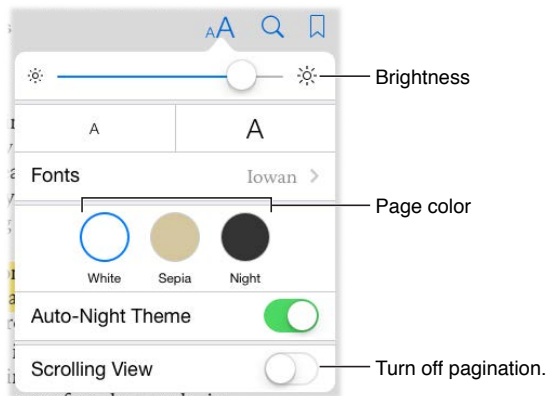 AA
Brightness
A A
Fonts Iowan
Page color
White Sepia Night
Auto-Night Theme
Scrolling View
Turn off pagination.